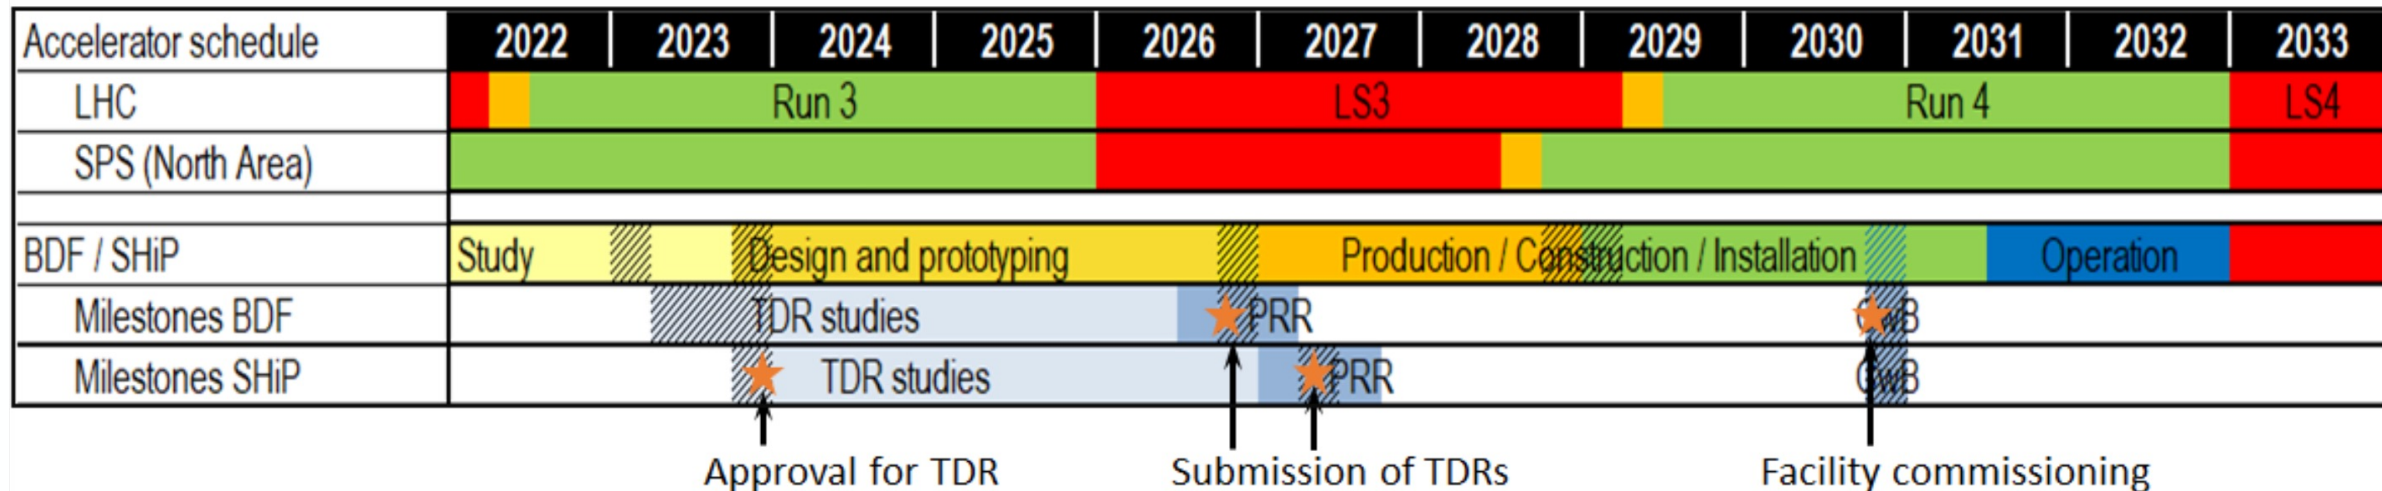 Accelerator schedule 2022 2023 2024 2025 2026 2027 2028 2029 2030 2031 2032 2033
LHC Run 3 LS3 Run 4 LS4
SPS (North Area)
BDF / SHiP Study Design and prototyping Production / Construction / Installation Operation
Milestones BDF TDR studies PRR CwB
Milestones SHiP TDR studies PRR CwB
Approval for TDR Submission of TDRs Facility commissioning